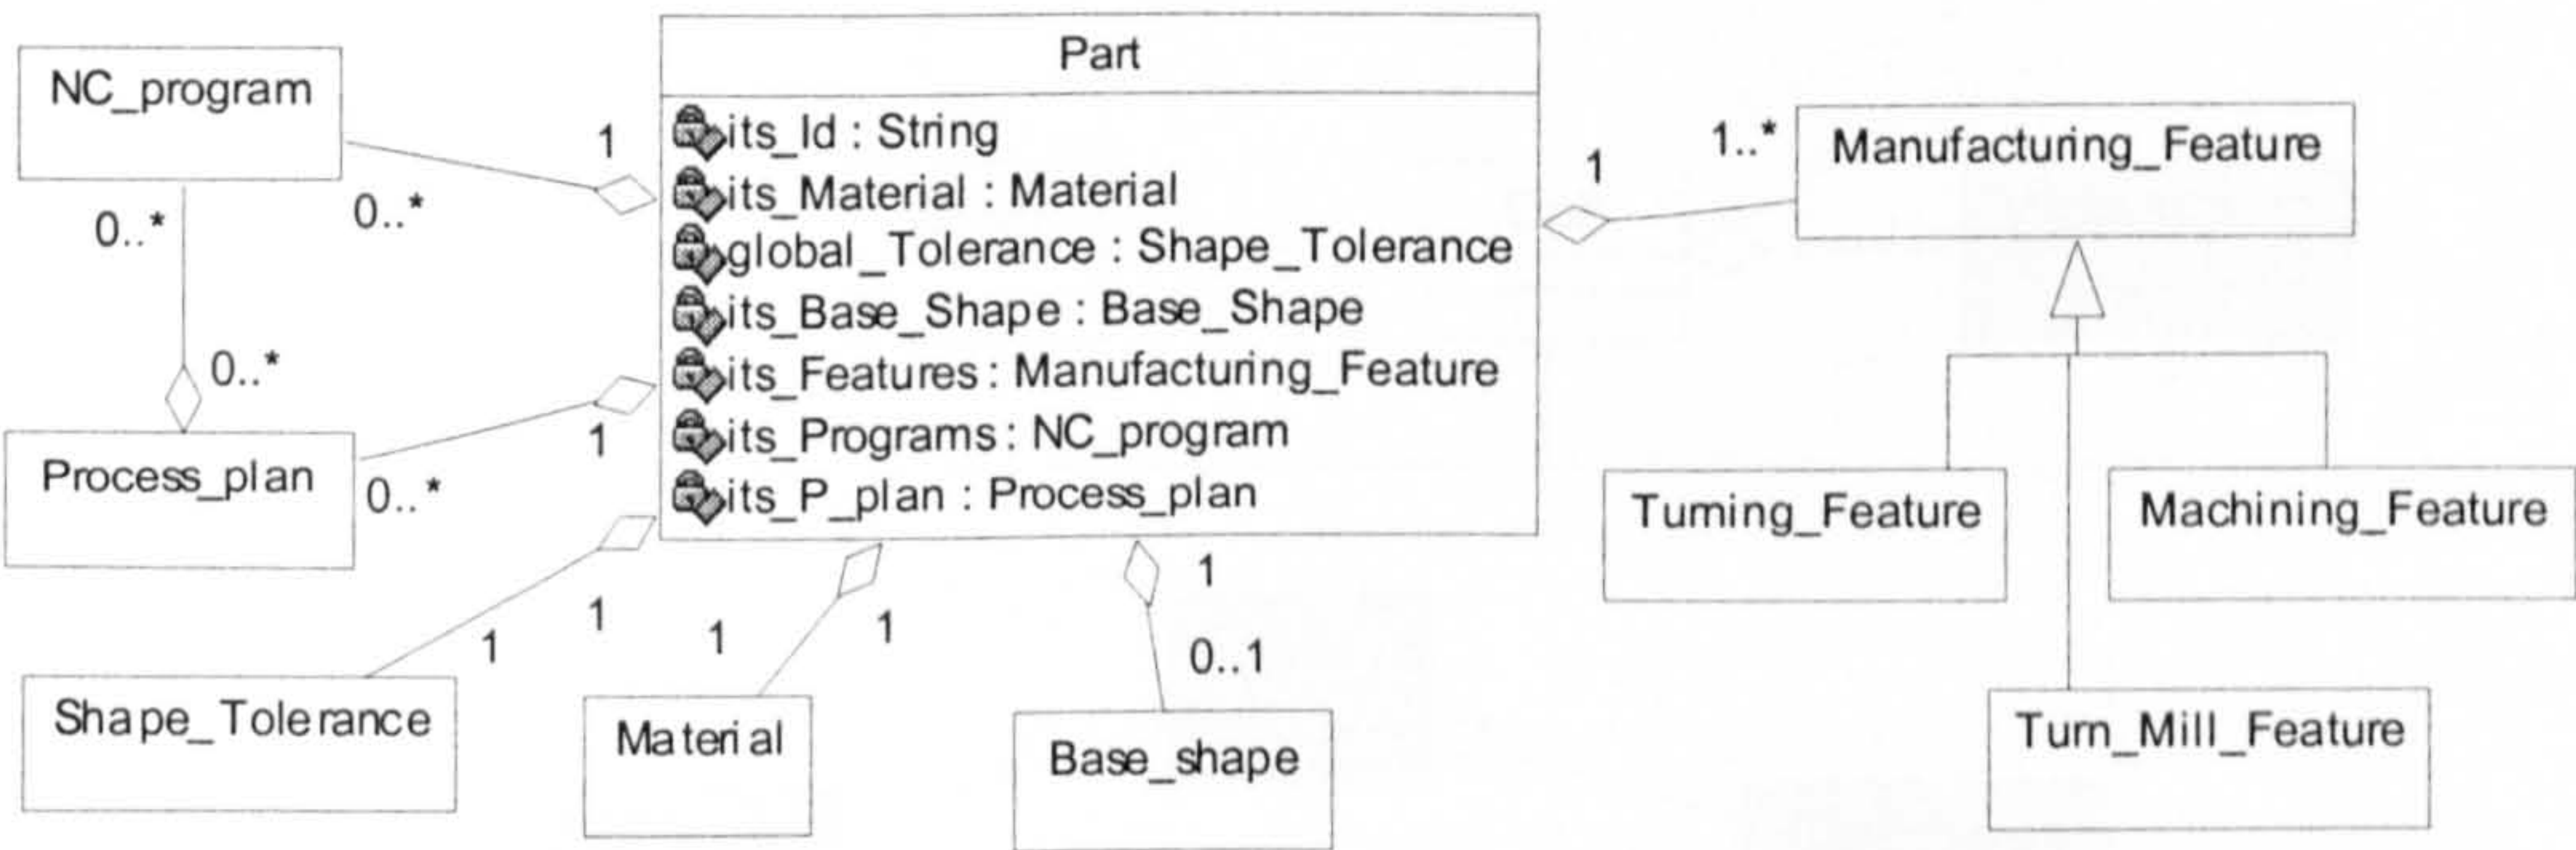 Part
NC_program
its_Id : String
1
1..*
Manufacturing_Feature
its_Material : Material
1
0..*
0..*
global_Tolerance : Shape_Tolerance
its_Base_Shape : Base_Shape
0..*
its_Features : Manufacturing_Feature
its_Programs : NC_program
1
Process_plan
0..*
its_P_plan : Process_plan
Turning_Feature
Machining_Feature
1
1
1
1
1
0..1
Shape_Tolerance
Material
Base_shape
Turn_Mill_Feature